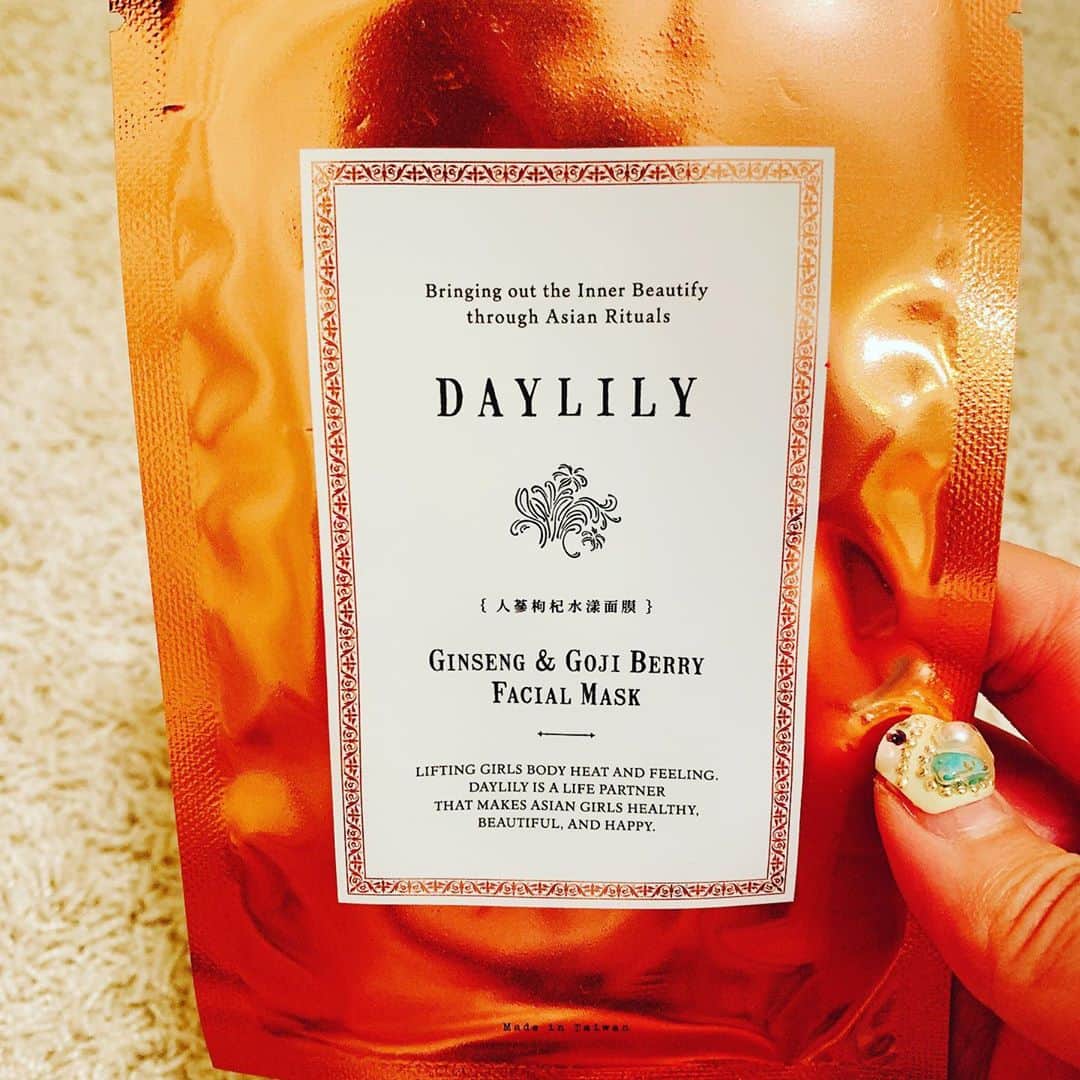 Bringing out the Inner Beautify
through Asian Rituals
DAYLILY
{ 人蔘枸杞水漾面膜 }
GINSENG & GOJI BERRY
FACIAL MASK
LIFTING GIRLS BODY HEAT AND FEELING.
DAYLILY IS A LIFE PARTNER
THAT MAKES ASIAN GIRLS HEALTHY,
BEAUTIFUL, AND HAPPY.
Made in Taiwan